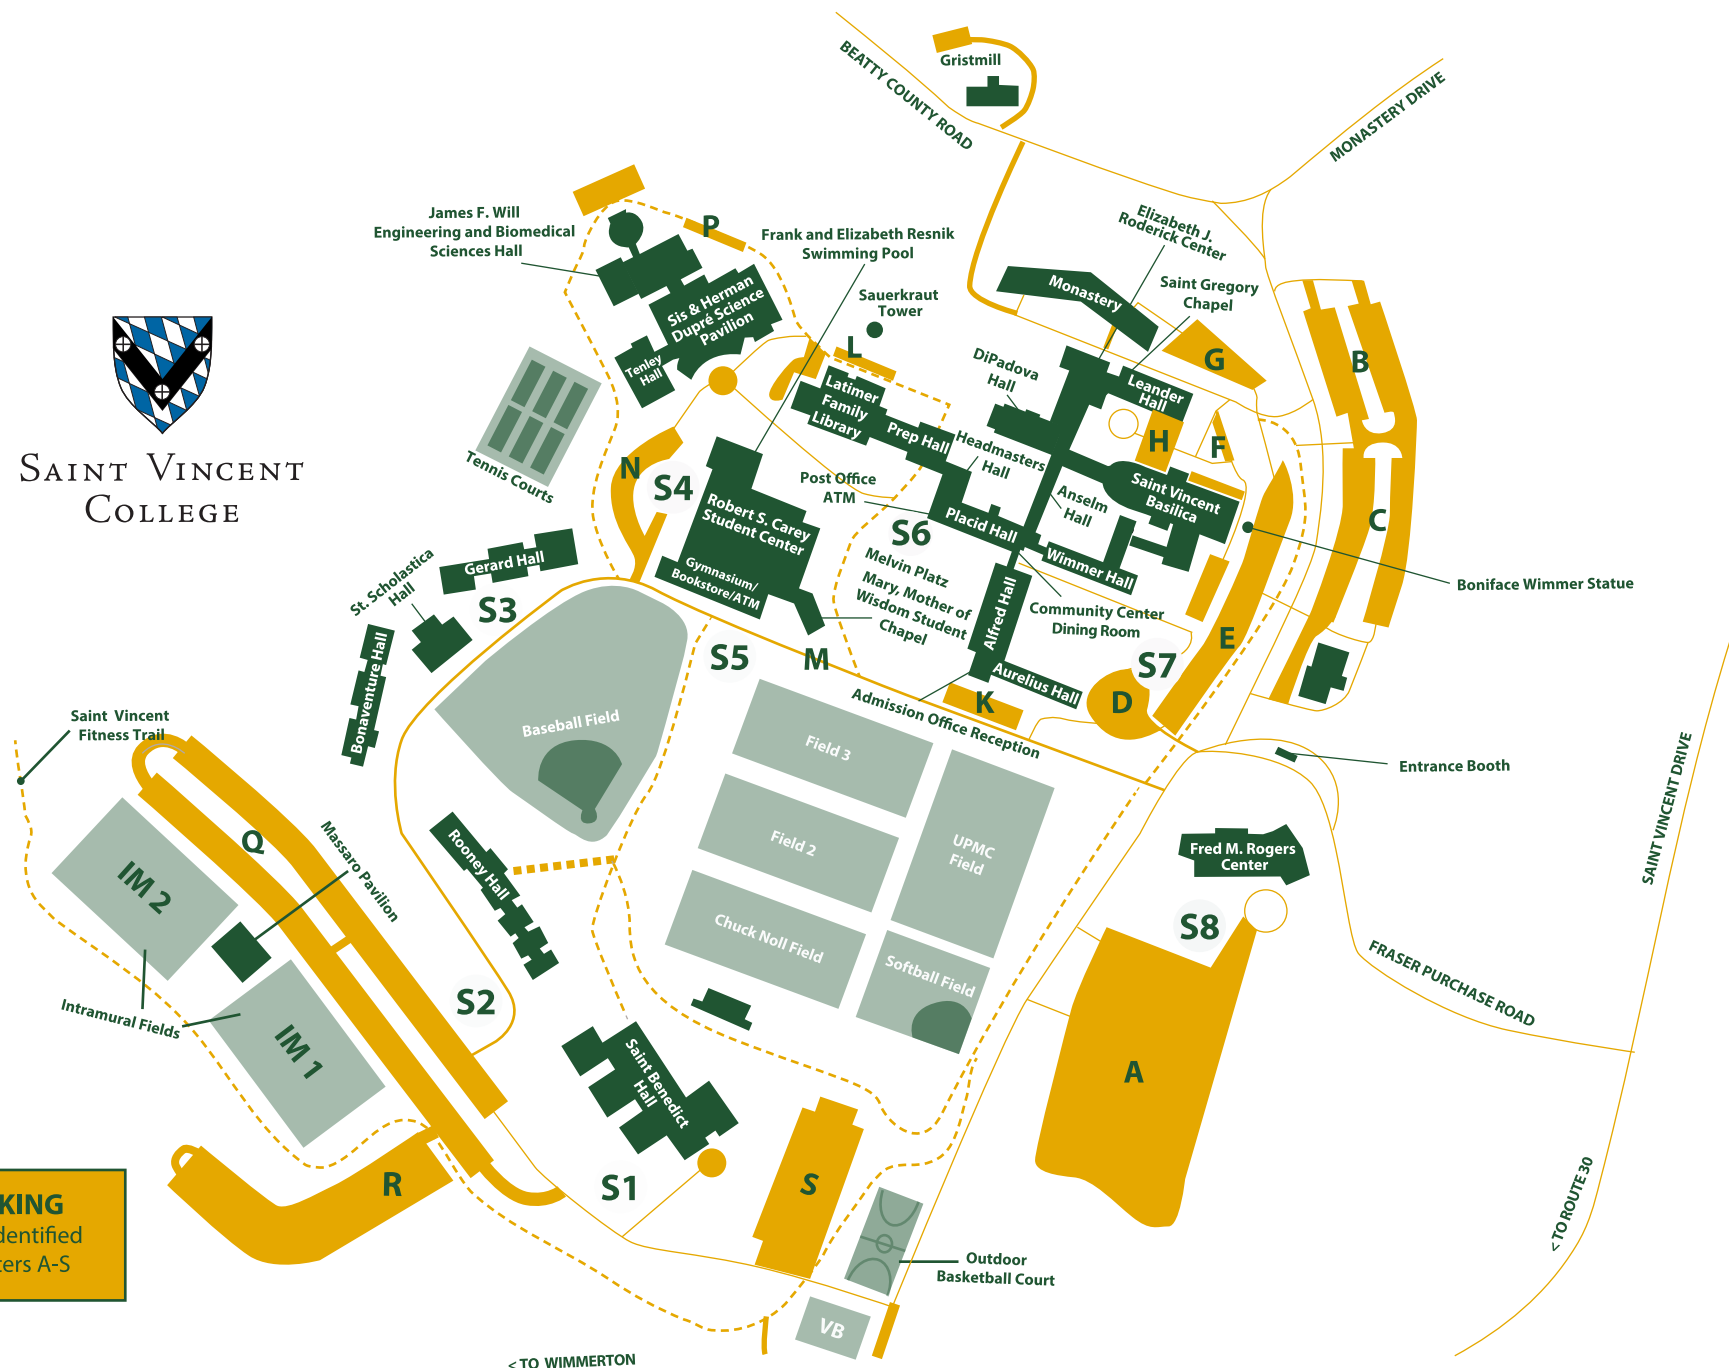 Gristmill
BEATTY COUNTY ROAD
MONASTERY DRIVE
James F. Will
Engineering and Biomedical
Sciences Hall
P
Frank and Elizabeth Resnik
Swimming Pool
Elizabeth J.
Roderick Center
Saint Gregory
Chapel
Monastery
Sauerkraut
Tower
Sis & Herman
Dupré Science
Pavilion
Tenley
Hall
L
G
B
DiPadova
Hall
Leander
Hall
Latimer
Family
Library
Prep Hall
Headmasters
Hall
H
F
SAINT VINCENT
COLLEGE
Tennis Courts
N
S4
Post Office
ATM
Anselm
Hall
Saint Vincent
Basilica
C
Robert S. Carey
Student Center
S6
Placid Hall
Wimmer Hall
Gerard Hall
Gymnasium/
Bookstore/ATM
Melvin Platz
Mary, Mother of
Wisdom Student
Chapel
Boniface Wimmer Statue
St. Scholastica
Hall
S3
Alfred Hall
Community Center
Dining Room
E
S5
M
S7
Bonaventure Hall
Aurelius Hall
K
D
Admission Office Reception
Saint Vincent
Fitness Trail
Baseball Field
Field 3
Entrance Booth
SAINT VINCENT DRIVE
Q
Massaro Pavilion
Rooney Hall
Field 2
UPMC
Field
Fred M. Rogers
Center
IM 2
Chuck Noll Field
Softball Field
S8
FRASER PURCHASE ROAD
Intramural Fields
S2
IM 1
Saint Benedict
Hall
A
R
S1
S
KING
dentified
ters A-S
< TO ROUTE 30
Outdoor
Basketball Court
VB
< TO WIMMERTON